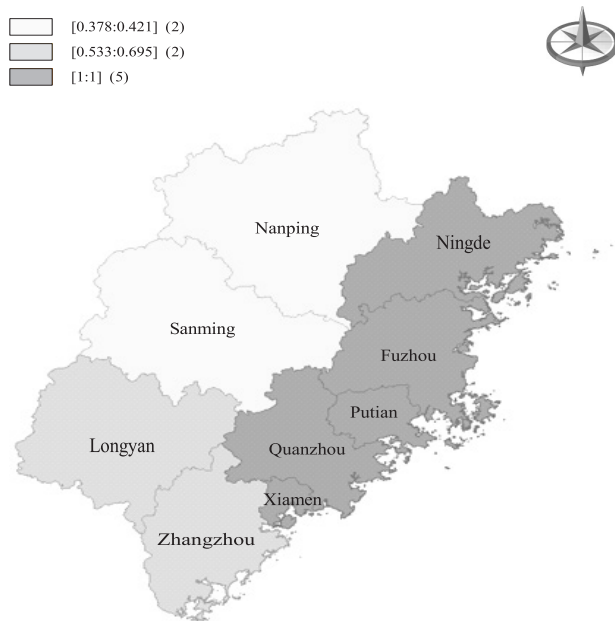 [0.378:0.421] (2)
[0.533:0.695] (2)
[1:1] (5)
Nanping
Ningde
Sanming
Fuzhou
Putian
Longyan
Quanzhou
Xiamen
Zhangzhou